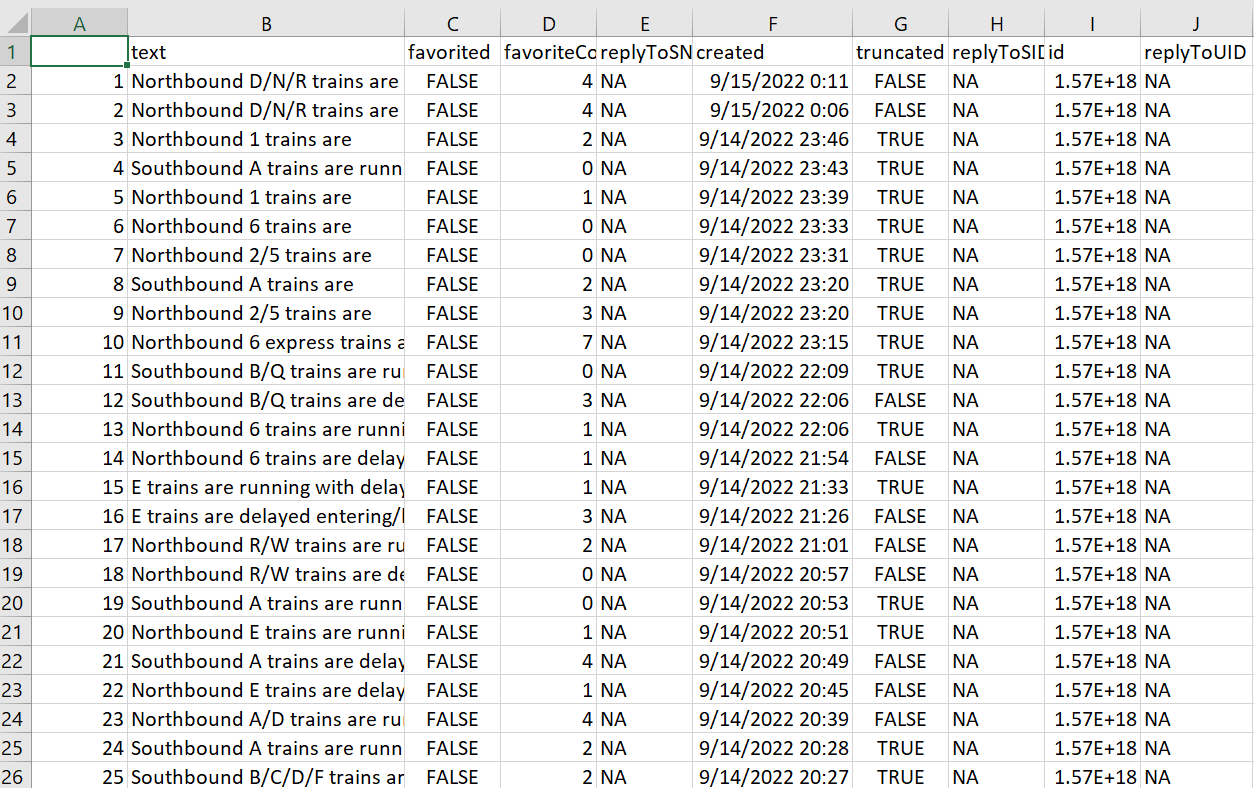 A B C D E F G H I J
1 text favorited favoriteCo replyToSN created truncated replyToSID id replyToUID
2 1 Northbound D/N/R trains are FALSE 4 NA 9/15/2022 0:11 FALSE NA 1.57E+18 NA
3 2 Northbound D/N/R trains are FALSE 4 NA 9/15/2022 0:06 FALSE NA 1.57E+18 NA
4 3 Northbound 1 trains are FALSE 2 NA 9/14/2022 23:46 TRUE NA 1.57E+18 NA
5 4 Southbound A trains are runn FALSE 0 NA 9/14/2022 23:43 TRUE NA 1.57E+18 NA
6 5 Northbound 1 trains are FALSE 1 NA 9/14/2022 23:39 TRUE NA 1.57E+18 NA
7 6 Northbound 6 trains are FALSE 0 NA 9/14/2022 23:33 TRUE NA 1.57E+18 NA
8 7 Northbound 2/5 trains are FALSE 0 NA 9/14/2022 23:31 TRUE NA 1.57E+18 NA
9 8 Southbound A trains are FALSE 2 NA 9/14/2022 23:20 TRUE NA 1.57E+18 NA
10 9 Northbound 2/5 trains are FALSE 3 NA 9/14/2022 23:20 TRUE NA 1.57E+18 NA
11 10 Northbound 6 express trains a FALSE 7 NA 9/14/2022 23:15 TRUE NA 1.57E+18 NA
12 11 Southbound B/Q trains are ru FALSE 0 NA 9/14/2022 22:09 TRUE NA 1.57E+18 NA
13 12 Southbound B/Q trains are de FALSE 3 NA 9/14/2022 22:06 FALSE NA 1.57E+18 NA
14 13 Northbound 6 trains are runni FALSE 1 NA 9/14/2022 22:06 TRUE NA 1.57E+18 NA
15 14 Northbound 6 trains are delay FALSE 1 NA 9/14/2022 21:54 FALSE NA 1.57E+18 NA
16 15 E trains are running with delay FALSE 1 NA 9/14/2022 21:33 TRUE NA 1.57E+18 NA
17 16 E trains are delayed entering/l FALSE 3 NA 9/14/2022 21:26 FALSE NA 1.57E+18 NA
18 17 Northbound R/W trains are ru FALSE 2 NA 9/14/2022 21:01 FALSE NA 1.57E+18 NA
19 18 Northbound R/W trains are de FALSE 0 NA 9/14/2022 20:57 FALSE NA 1.57E+18 NA
20 19 Southbound A trains are runn FALSE 0 NA 9/14/2022 20:53 TRUE NA 1.57E+18 NA
21 20 Northbound E trains are runni FALSE 1 NA 9/14/2022 20:51 TRUE NA 1.57E+18 NA
22 21 Southbound A trains are delay FALSE 4 NA 9/14/2022 20:49 FALSE NA 1.57E+18 NA
23 22 Northbound E trains are delay FALSE 1 NA 9/14/2022 20:45 FALSE NA 1.57E+18 NA
24 23 Northbound A/D trains are ru FALSE 4 NA 9/14/2022 20:39 FALSE NA 1.57E+18 NA
25 24 Southbound A trains are runn FALSE 2 NA 9/14/2022 20:28 TRUE NA 1.57E+18 NA
26 25 Southbound B/C/D/F trains ar FALSE 2 NA 9/14/2022 20:27 TRUE NA 1.57E+18 NA